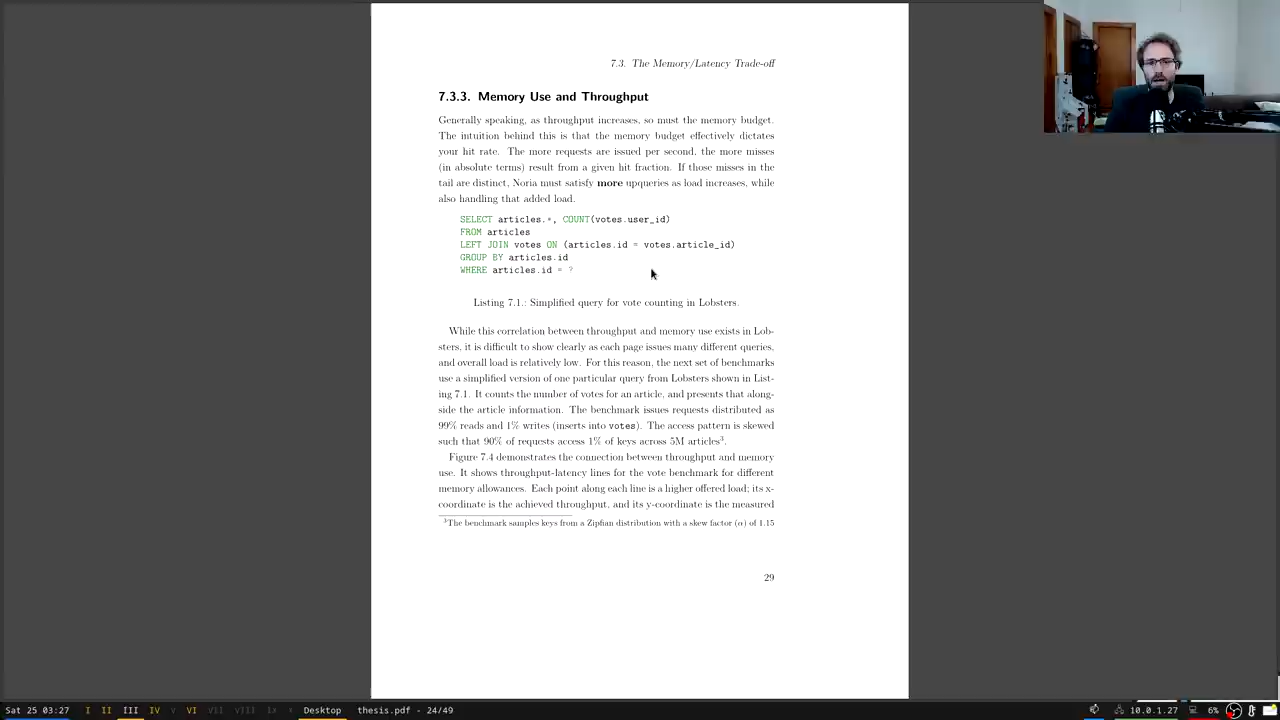 7.3. The Memory/Latency Trade-off
7.3.3. Memory Use and Throughput
Generally speaking, as throughput increases, so must the memory budget.
The intuition behind this is that the memory budget effectively dictates
your hit rate. The more requests are issued per second, the more misses
(in absolute terms) result from a given hit fraction. If those misses in the
tail are distinct, Noria must satisfy more upqueries as load increases, while
also handling that added load.
SELECT articles.*, COUNT(votes.user_id)
FROM articles
LEFT JOIN votes ON (articles.id = votes.article_id)
GROUP BY articles.id
WHERE articles.id = ?
Listing 7.1.: Simplified query for vote counting in Lobsters.
While this correlation between throughput and memory use exists in Lob-
sters, it is difficult to show clearly as each page issues many different queries,
and overall load is relatively low. For this reason, the next set of benchmarks
use a simplified version of one particular query from Lobsters shown in List-
ing 7.1. It counts the number of votes for an article, and presents that along-
side the article information. The benchmark issues requests distributed as
99% reads and 1% writes (inserts into votes). The access pattern is skewed
such that 90% of requests access 1% of keys across 5M articles³.
Figure 7.4 demonstrates the connection between throughput and memory
use. It shows throughput-latency lines for the vote benchmark for different
memory allowances. Each point along each line is a higher offered load; its x-
coordinate is the achieved throughput, and its y-coordinate is the measured
³The benchmark samples keys from a Zipfian distribution with a skew factor (α) of 1.15
29
Sat 25 03:27 I II III IV V VI VII VIII IX X Desktop thesis.pdf - 24/49 10.0.1.27 6%